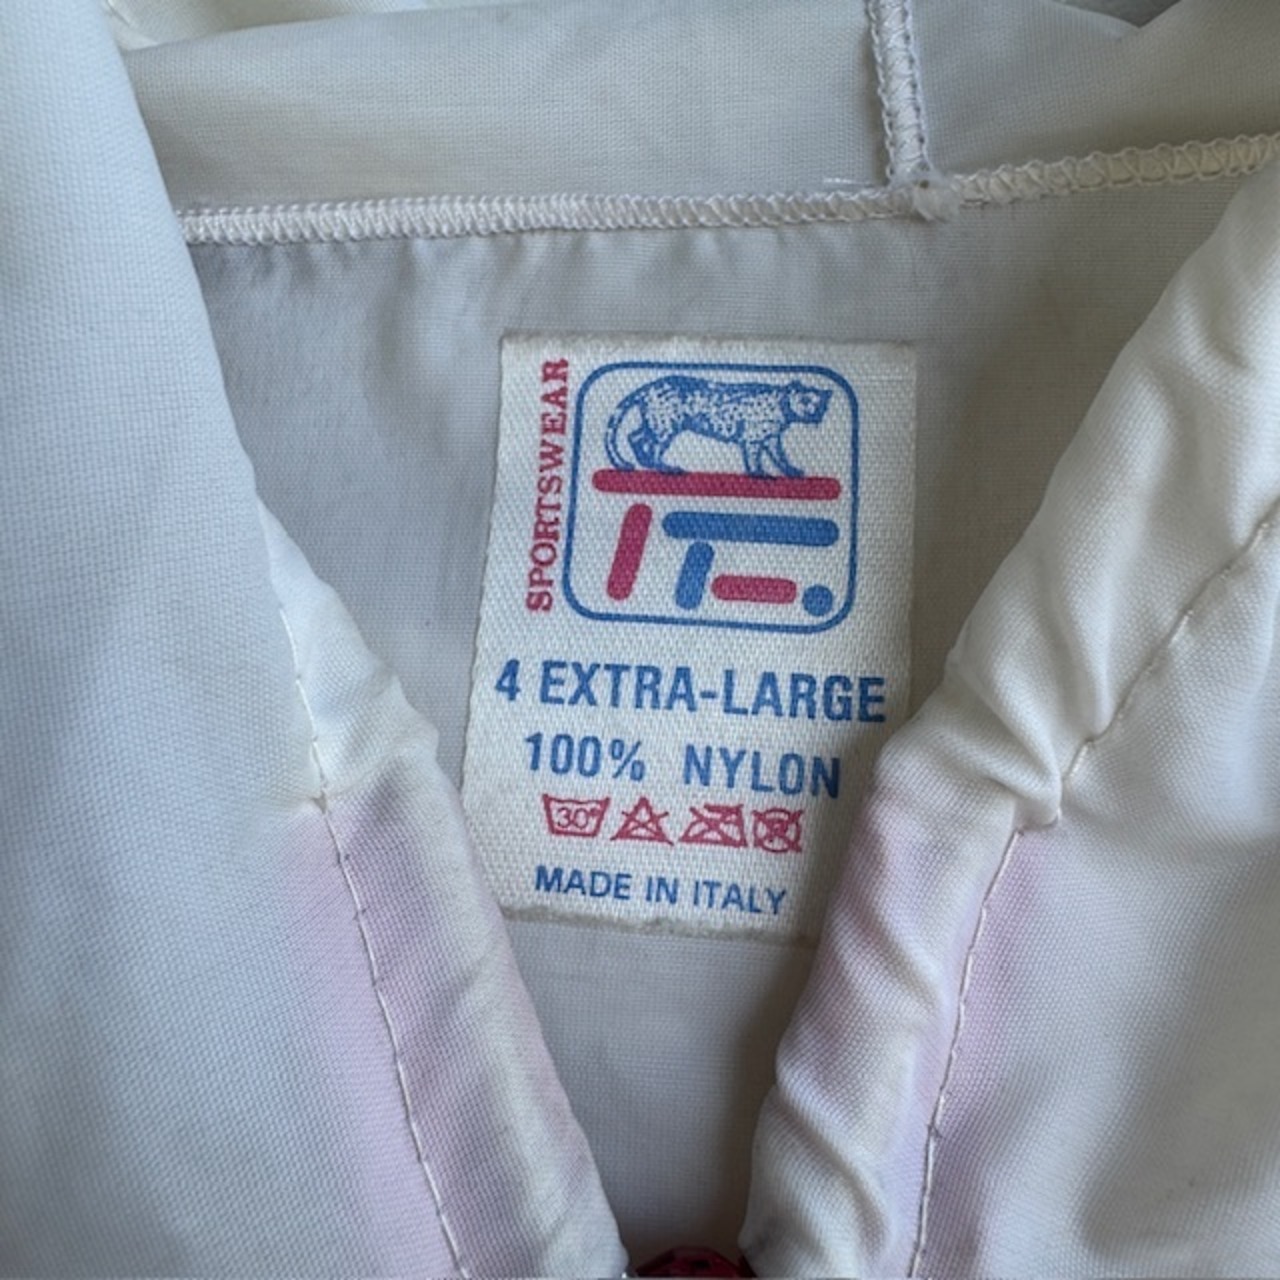 SPORTSWEAR
4 EXTRA-LARGE
100% NYLON
30°
MADE IN ITALY